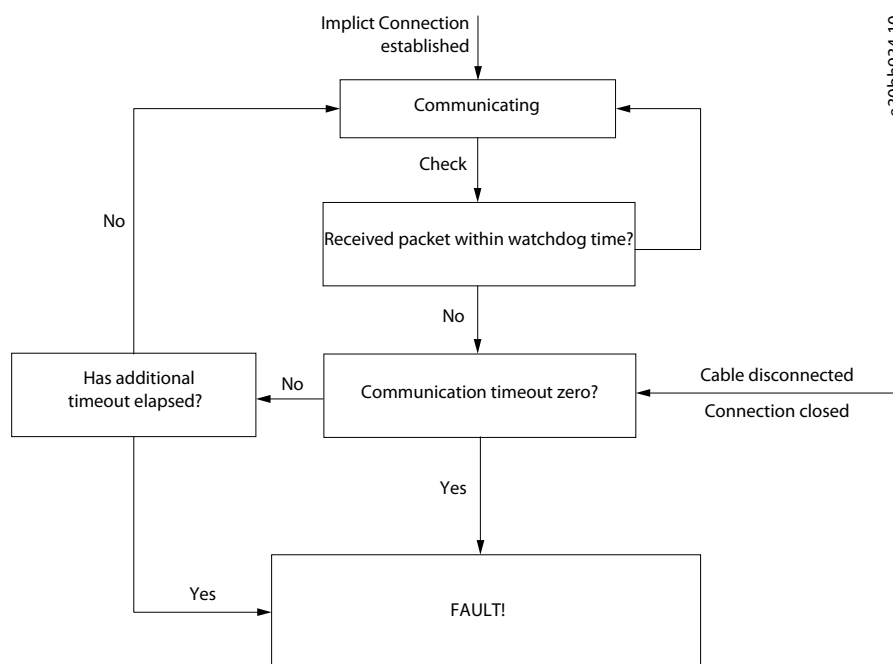 Implict Connection
established
Communicating
Check
No
Received packet within watchdog time?
No
Has additional
timeout elapsed?
No
Communication timeout zero?
Cable disconnected
Connection closed
Yes
Yes
FAULT!